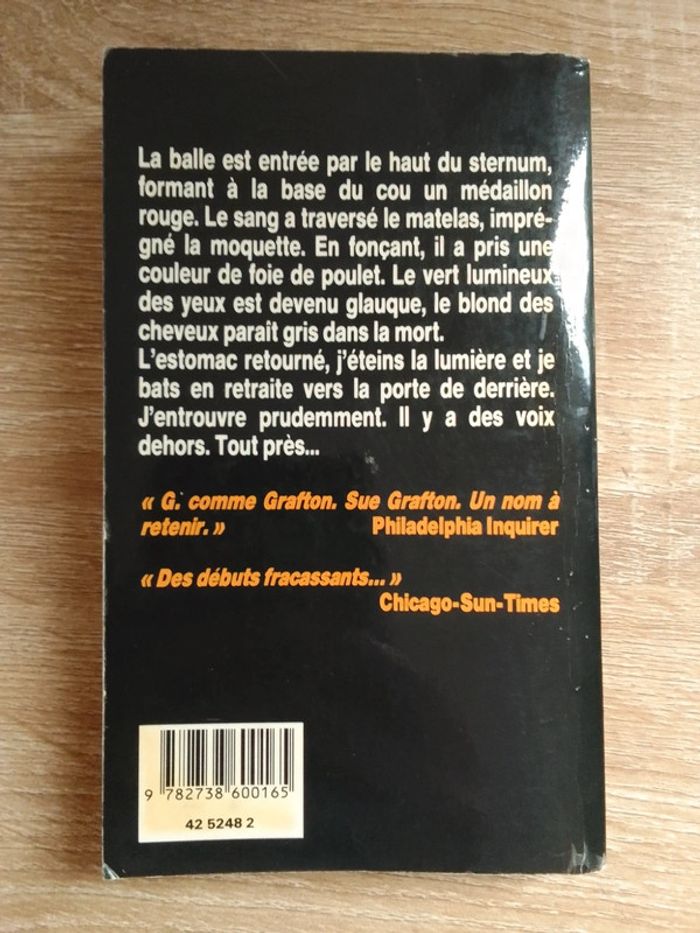 La balle est entrée par le haut du sternum,
formant à la base du cou un médaillon
rouge. Le sang a traversé le matelas, impré-
gné la moquette. En fonçant, il a pris une
couleur de foie de poulet. Le vert lumineux
des yeux est devenu glauque, le blond des
cheveux parait gris dans la mort.
L'estomac retourné, j'éteins la lumière et je
bats en retraite vers la porte de derrière.
J'entrouvre prudemment. Il y a des voix
dehors. Tout près...
« G. comme Grafton. Sue Grafton. Un nom à
retenir. » Philadelphia Inquirer
« Des débuts fracassants... »
Chicago-Sun-Times
9 782738 600165
42 5248 2